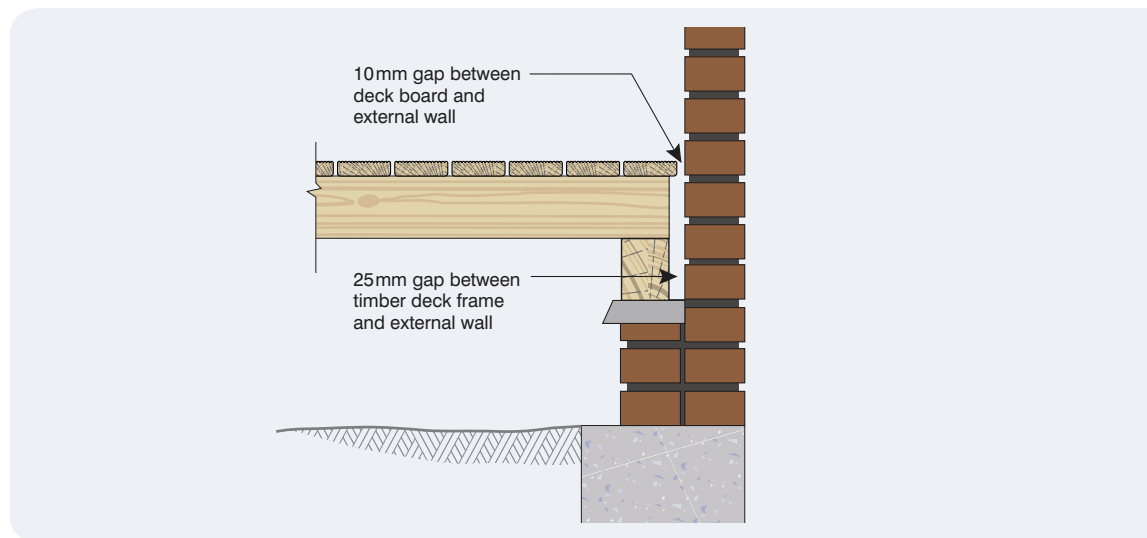 10mm gap between
deck board and
external wall
25mm gap between
timber deck frame
and external wall